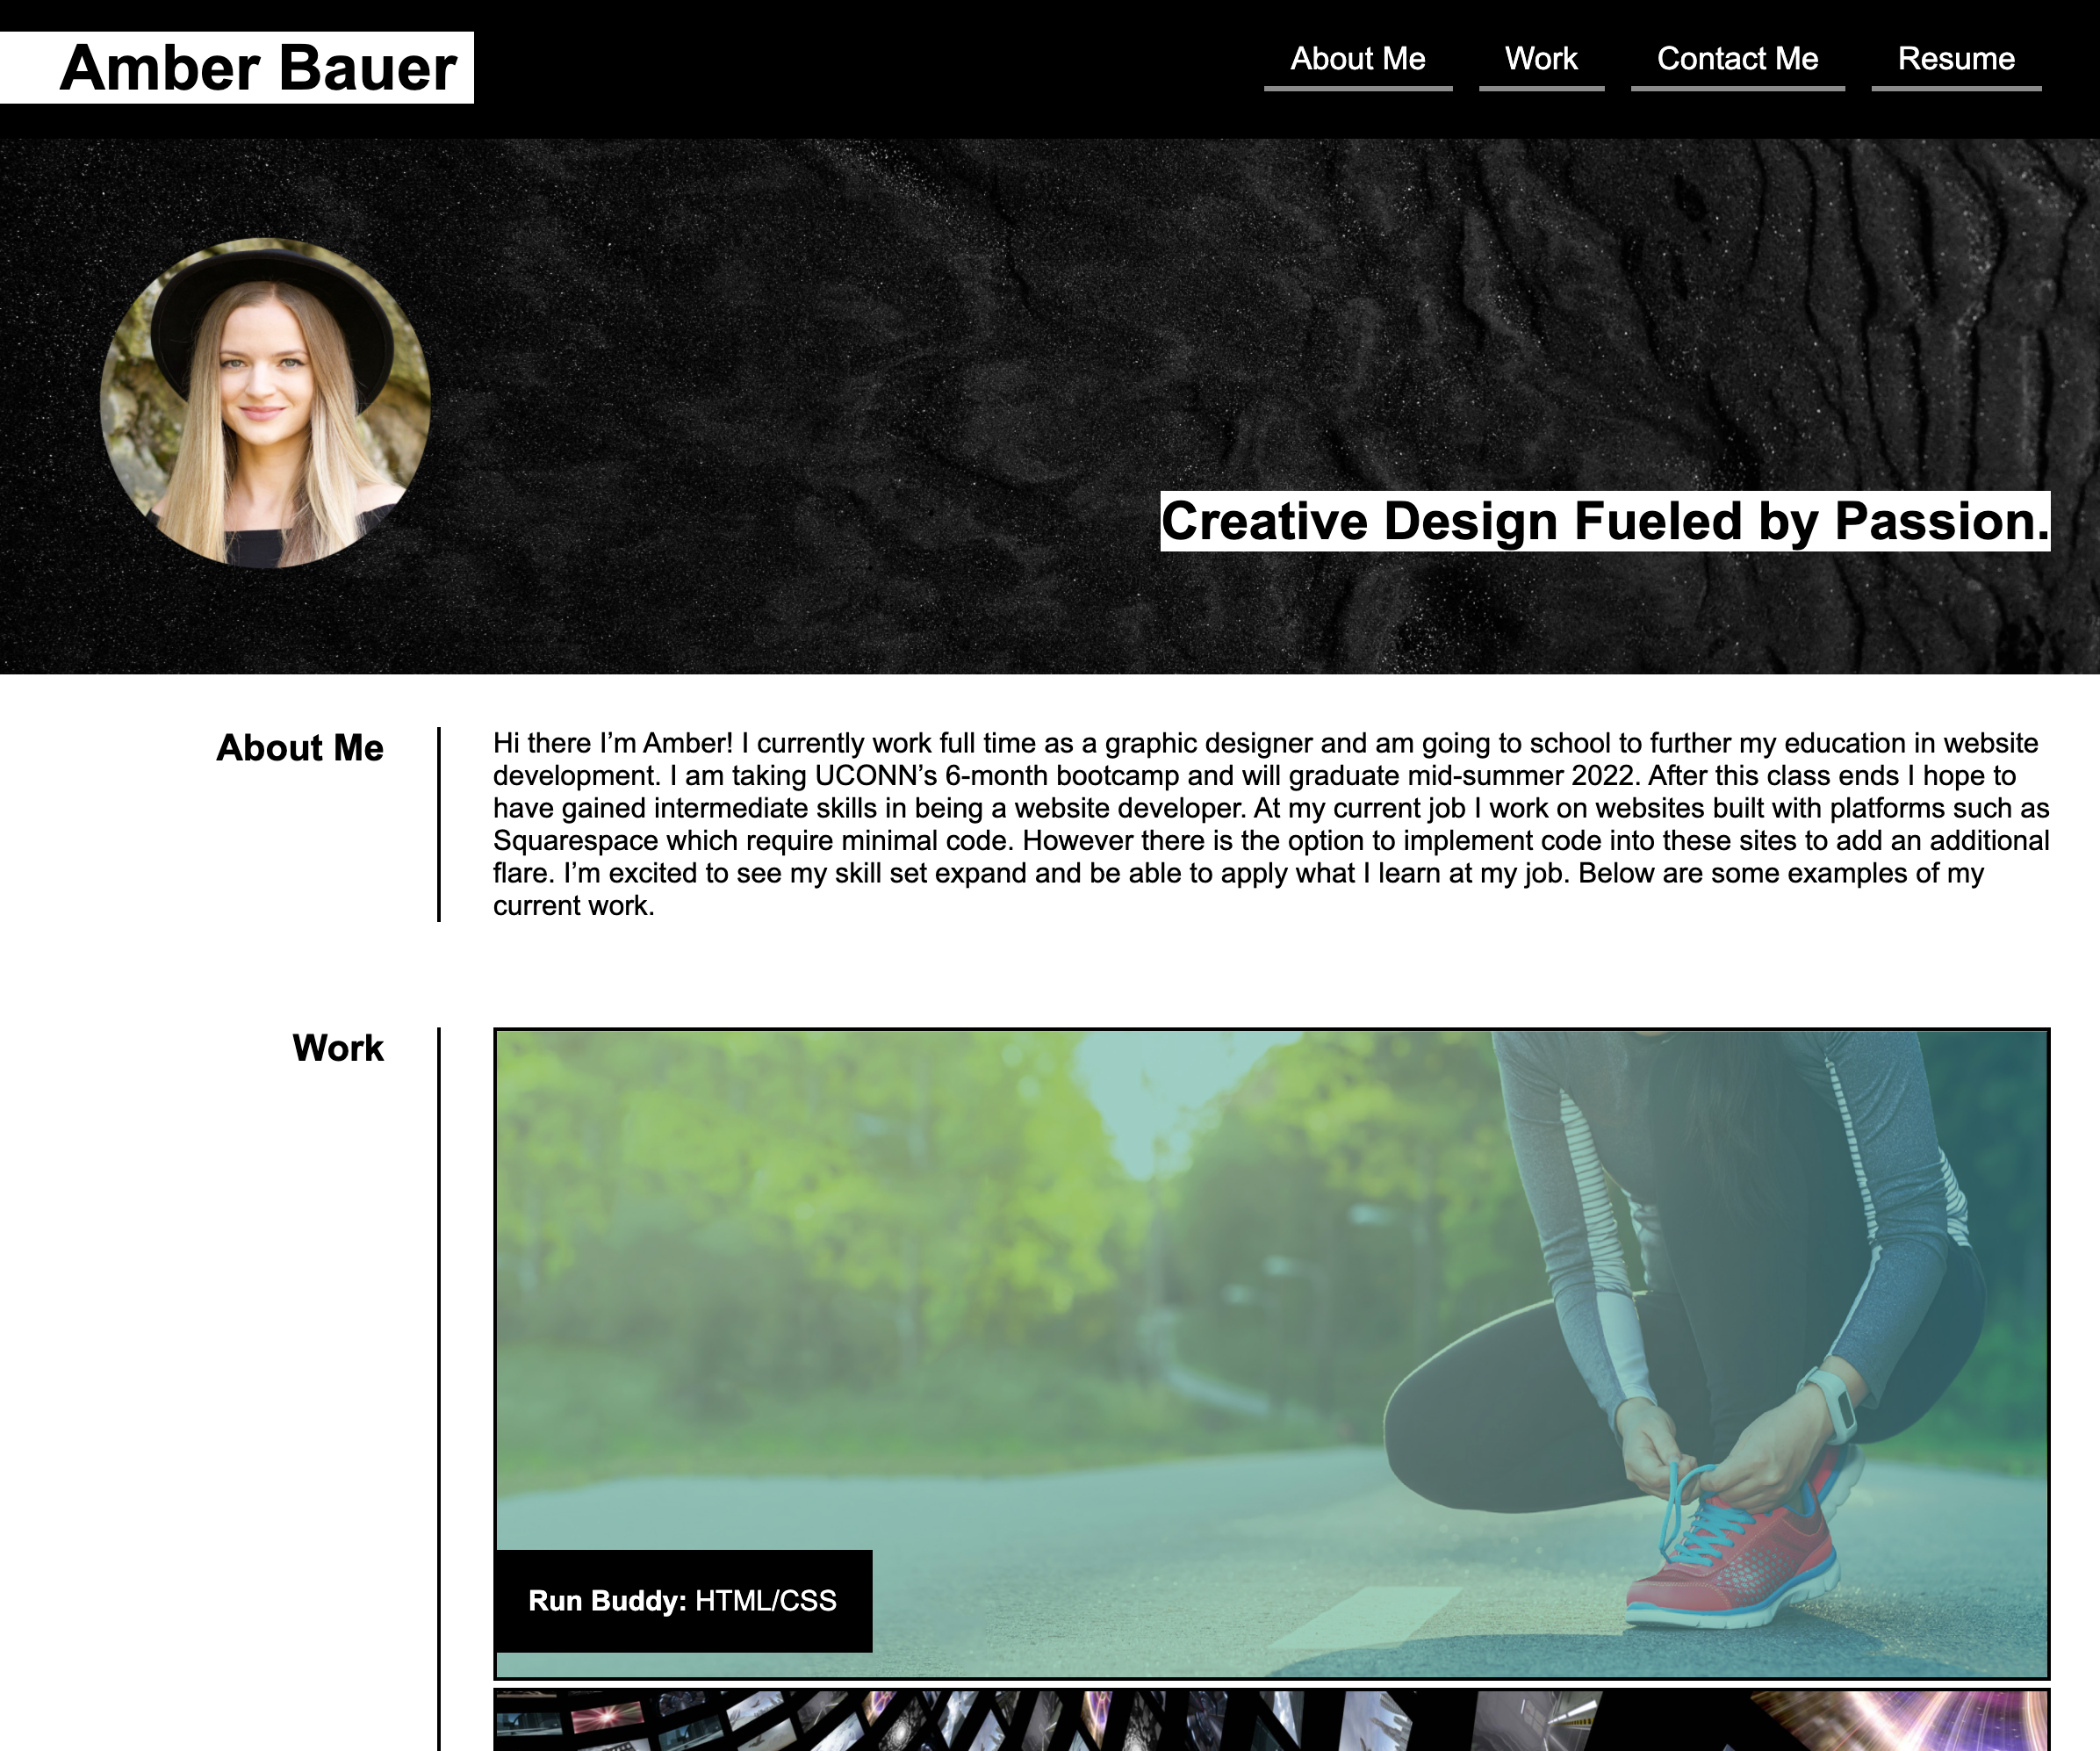 Amber Bauer
About Me
Work
Contact Me
Resume
Creative Design Fueled by Passion.
About Me
Hi there I’m Amber! I currently work full time as a graphic designer and am going to school to further my education in website
development. I am taking UCONN’s 6-month bootcamp and will graduate mid-summer 2022. After this class ends I hope to
have gained intermediate skills in being a website developer. At my current job I work on websites built with platforms such as
Squarespace which require minimal code. However there is the option to implement code into these sites to add an additional
flare. I’m excited to see my skill set expand and be able to apply what I learn at my job. Below are some examples of my
current work.
Work
Run Buddy: HTML/CSS